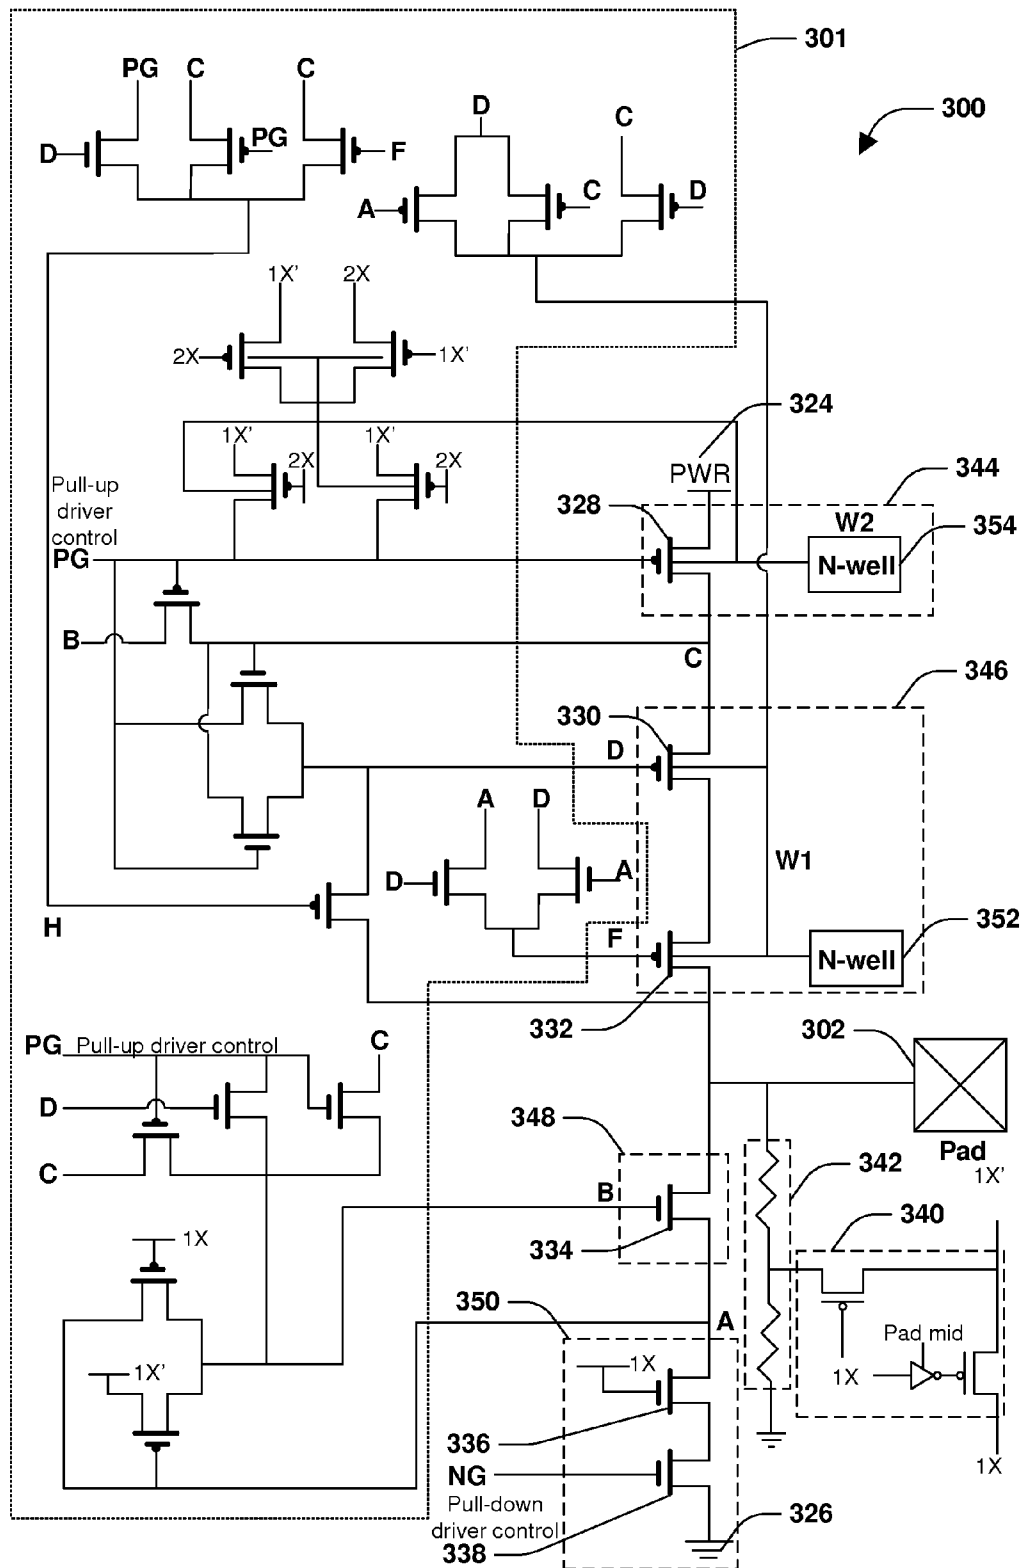 301
PG C C
300
D PG F
D
C
A C D
1X' 2X
2X 1X'
324
1X' 1X'
2X 2X
PWR
344
Pull-up
driver
control
328
W2
354
N-well
PG
B
C
346
330
D
A D
W1
D A
H
F
352
N-well
332
302
PG Pull-up driver control C
D
348
Pad
C
342
1X'
B
340
334
1X
350
A
Pad mid
1X'
1X
1X
336
NG
1X
Pull-down
driver control
326
338